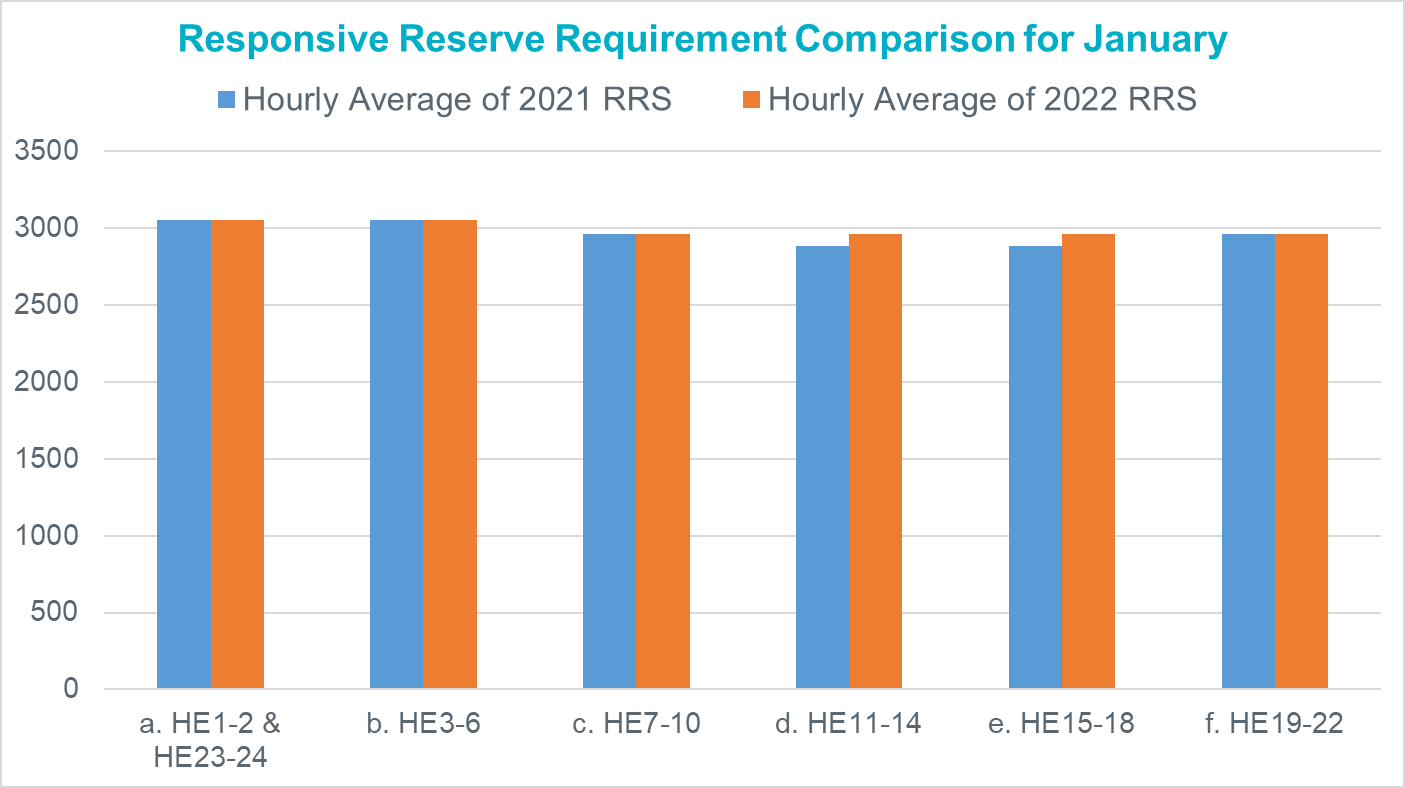 Responsive Reserve Requirement Comparison for January
Hourly Average of 2021 RRS Hourly Average of 2022 RRS
3500
3000
2500
2000
1500
1000
500
0
a. HE1-2 & b. HE3-6 c. HE7-10 d. HE11-14 e. HE15-18 f. HE19-22
HE23-24